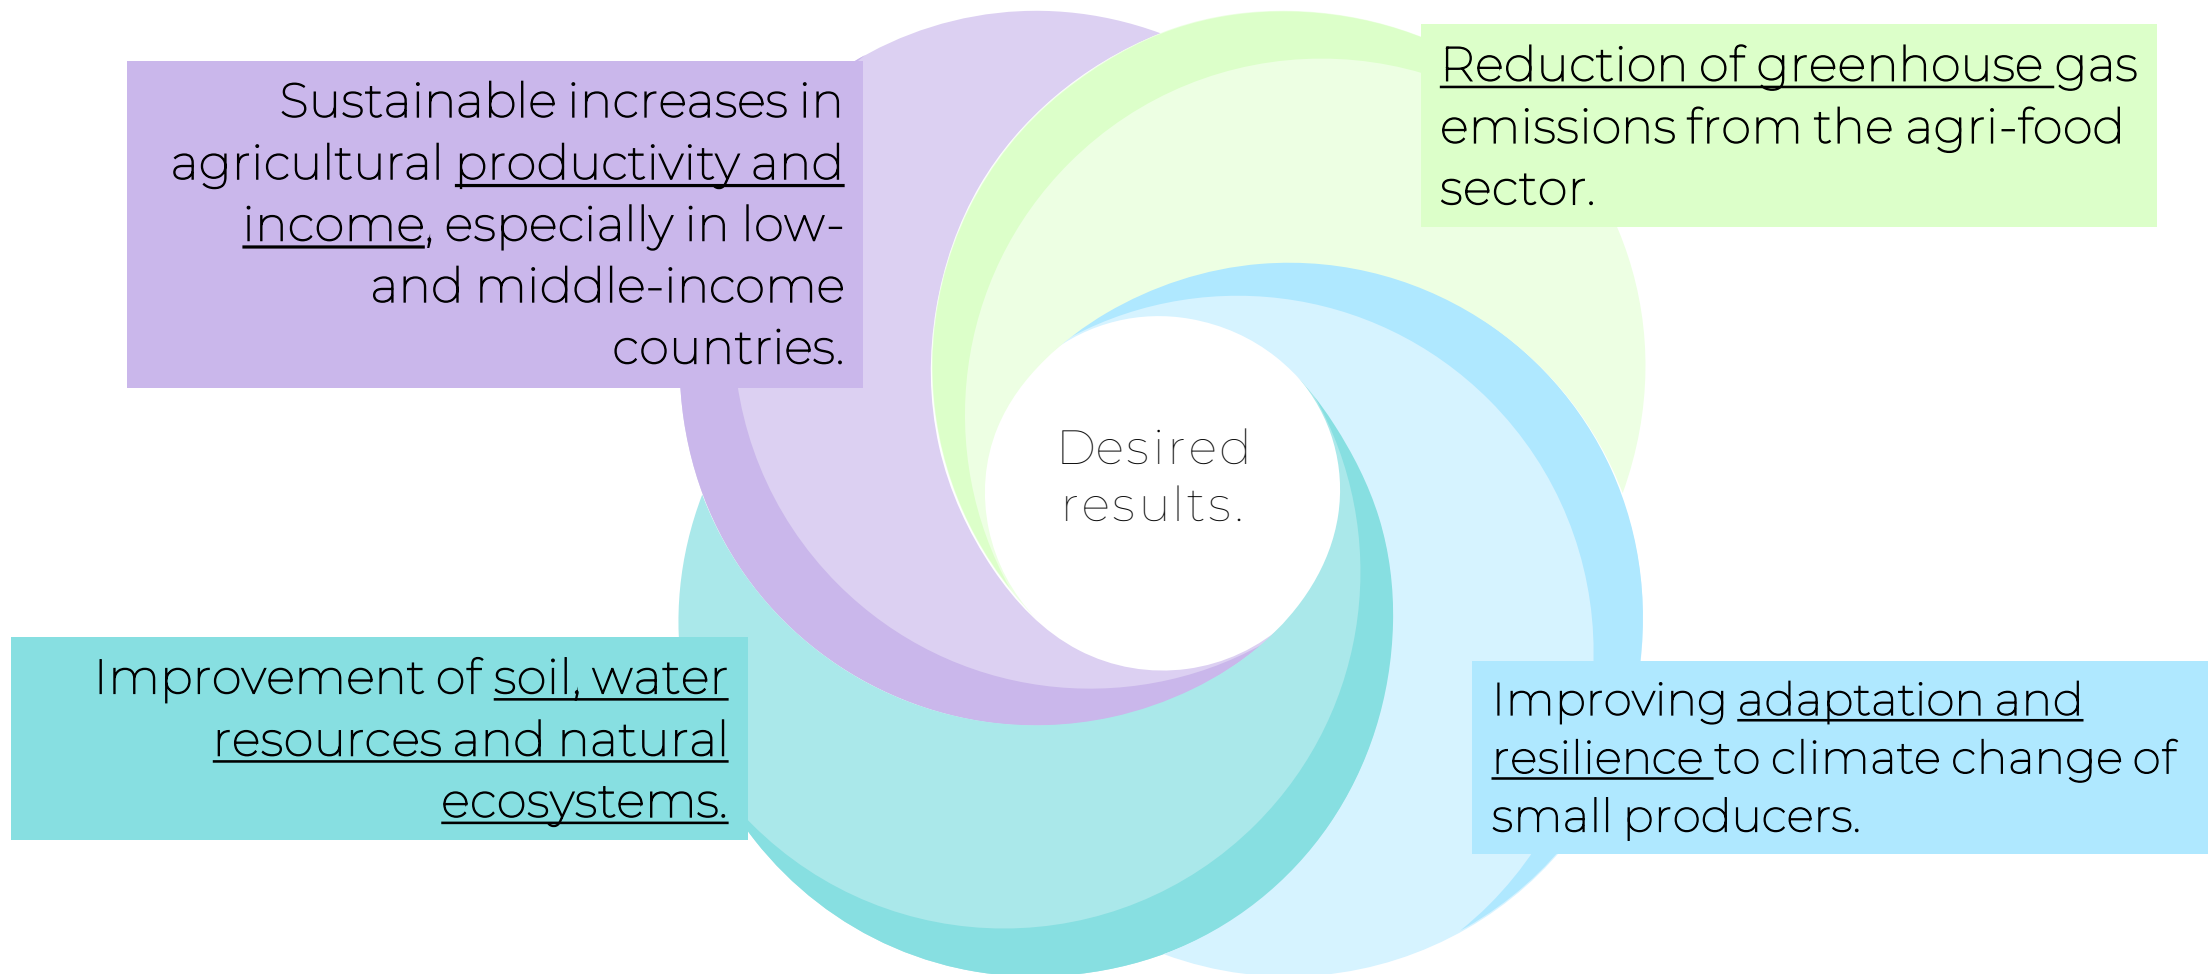 Sustainable increases in
agricultural productivity and
income, especially in low-
and middle-income
countries.
Reduction of greenhouse gas
emissions from the agri-food
sector.
Desired
results.
Improvement of soil, water
resources and natural
ecosystems.
Improving adaptation and
resilience to climate change of
small producers.